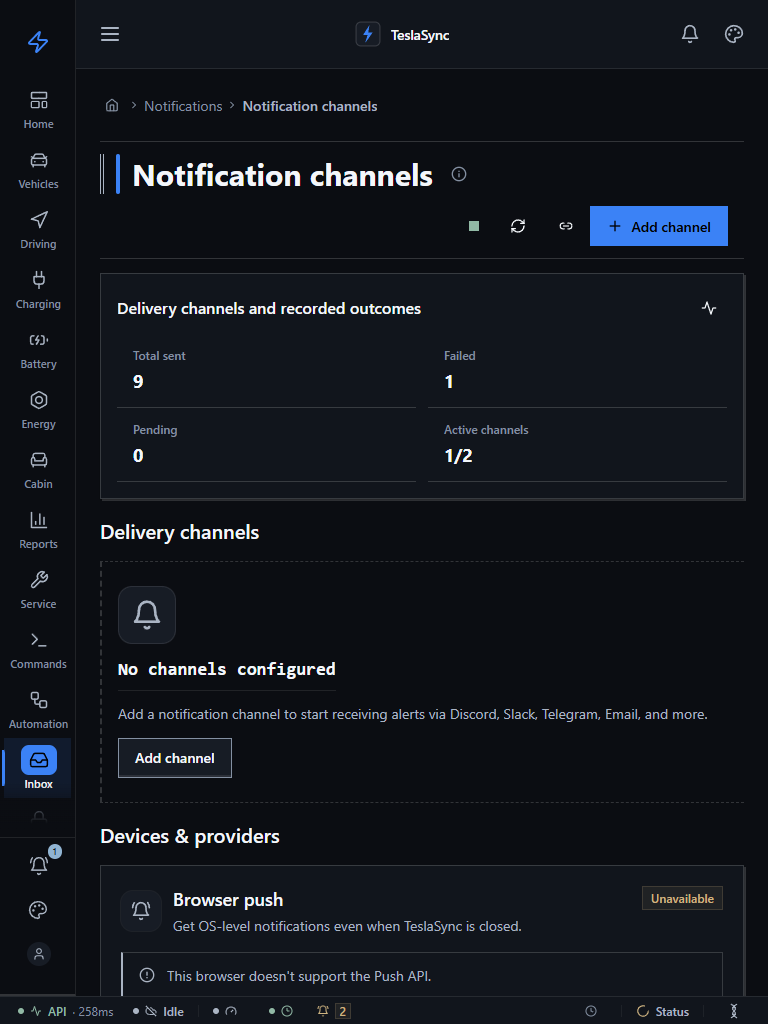 TeslaSync
Home
Vehicles
Driving
Charging
Battery
Energy
Cabin
Reports
Service
Commands
Automation
Inbox
1
Notifications
Notification channels
Notification channels
Add channel
Delivery channels and recorded outcomes
Total sent
9
Failed
1
Pending
0
Active channels
1/2
Delivery channels
No channels configured
Add a notification channel to start receiving alerts via Discord, Slack, Telegram, Email, and more.
Add channel
Devices & providers
Browser push
Unavailable
Get OS-level notifications even when TeslaSync is closed.
This browser doesn't support the Push API.
API · 258ms
Idle
2
Status